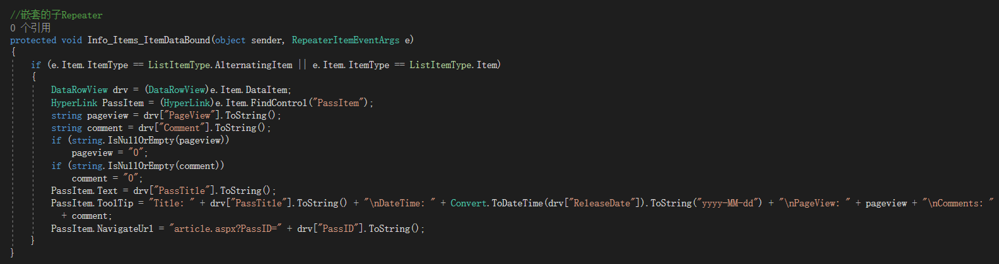 //嵌套的子Repeater
0 个引用
protected void Info_Items_ItemDataBound(object sender, RepeaterItemEventArgs e)
{
if (e.Item.ItemType == ListItemType.AlternatingItem || e.Item.ItemType == ListItemType.Item)
{
DataRowView drv = (DataRowView)e.Item.DataItem;
HyperLink PassItem = (HyperLink)e.Item.FindControl("PassItem");
string pageview = drv["PageView"].ToString();
string comment = drv["Comment"].ToString();
if (string.IsNullOrEmpty(pageview))
pageview = "0";
if (string.IsNullOrEmpty(comment))
comment = "0";
PassItem.Text = drv["PassTitle"].ToString();
PassItem.ToolTip = "Title: " + drv["PassTitle"].ToString() + "\nDateTime: " + Convert.ToDateTime(drv["ReleaseDate"]).ToString("yyyy-MM-dd") + "\nPageView: " + pageview + "\nComments: "
+ comment;
PassItem.NavigateUrl = "article.aspx?PassID=" + drv["PassID"].ToString();
}
}